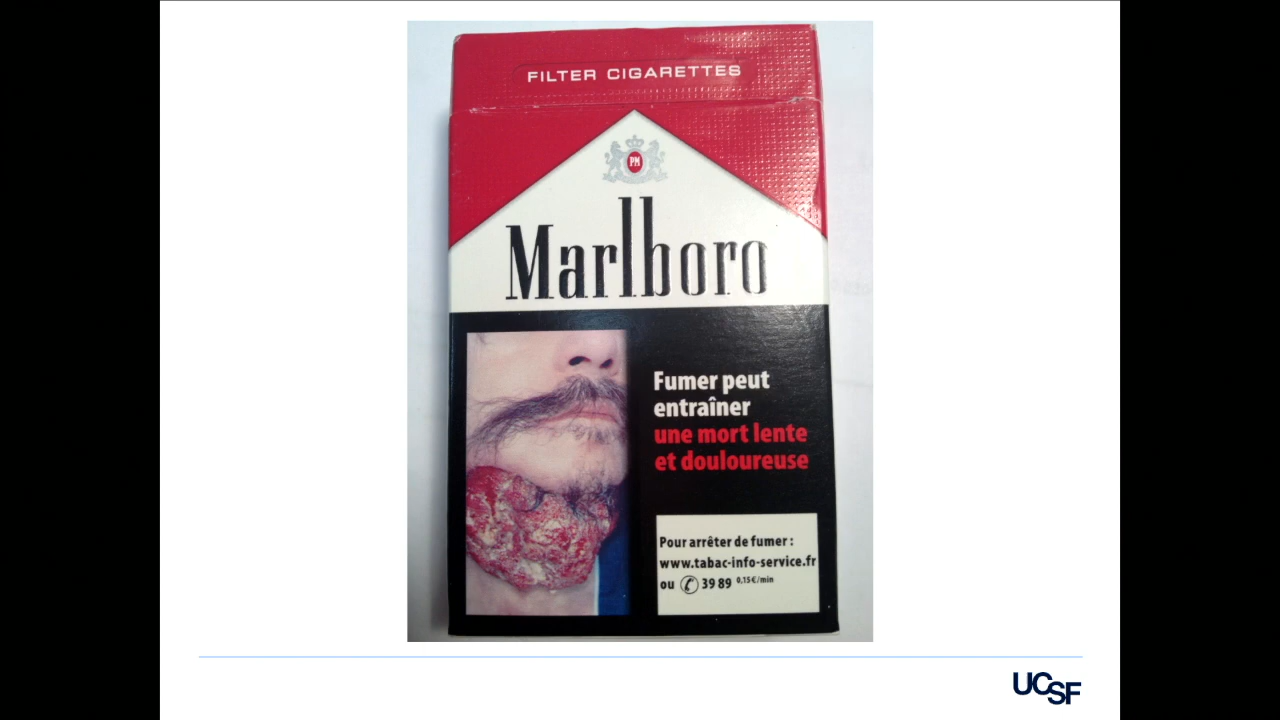 FILTER CIGARETTES
PM
Marlboro
Fumer peut
entraîner
une mort lente
et douloureuse
Pour arrêter de fumer :
www.tabac-info-service.fr
ou 39 89 0,15€/min
UCSF